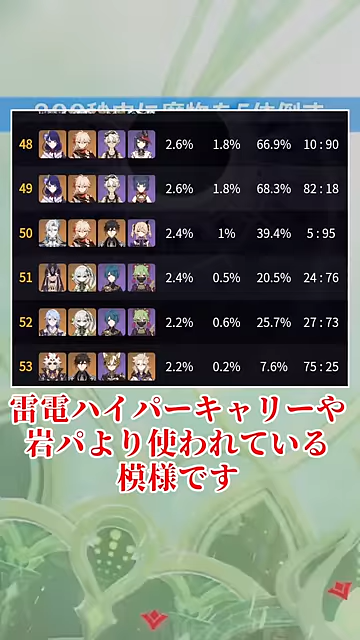 48 2.6% 1.8% 66.9% 10 : 90
49 2.6% 1.8% 68.3% 82 : 18
50 2.4% 1% 39.4% 5 : 95
51 2.4% 0.5% 20.5% 24 : 76
52 2.2% 0.6% 25.7% 27 : 73
53 2.2% 0.2% 7.6% 75 : 25
雷電ハイパーキャリーや
岩パより使われている
模様です